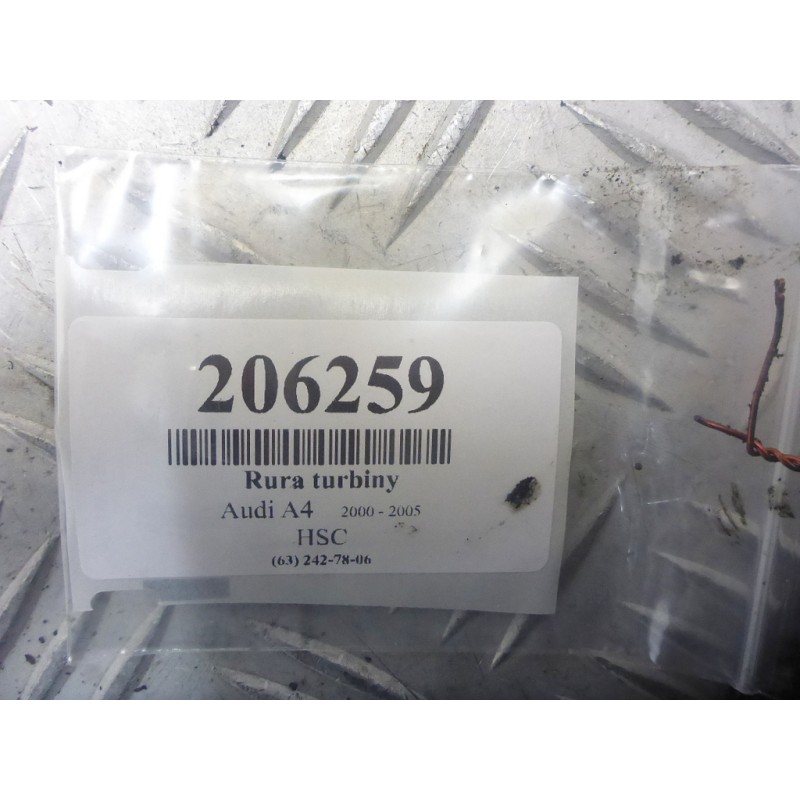 206259
Rura turbiny
Audi A4 2000 - 2005
HSC
(63) 242-78-06